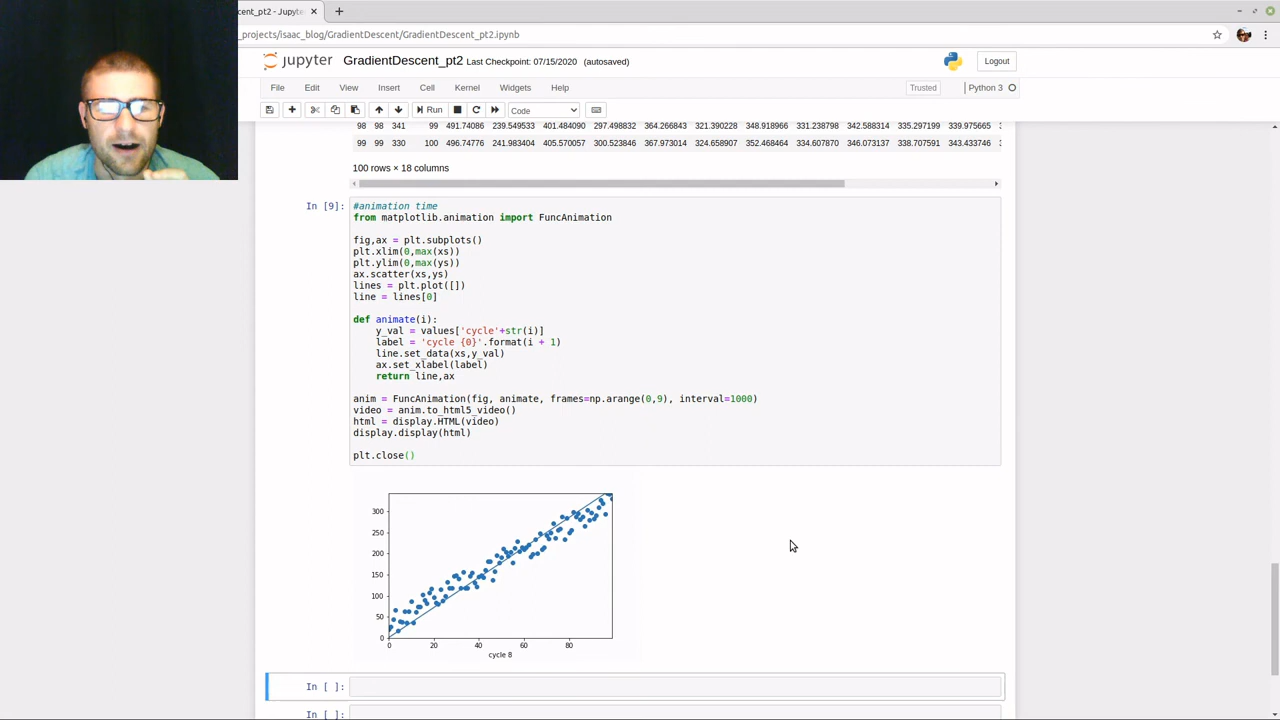 cent_pt2 - Jupyte
_projects/isaac_blog/GradientDescent/GradientDescent_pt2.ipynb
jupyter GradientDescent_pt2 Last Checkpoint: 07/15/2020 (autosaved) Logout
File Edit View Insert Cell Kernel Widgets Help Trusted Python 3
Run Code
98 98 341 99 491.74086 239.549533 401.484090 297.498832 364.266843 321.390228 348.918966 331.238798 342.588314 335.297199 339.975665
99 99 330 100 496.74776 241.983404 405.570057 300.523846 367.973014 324.658907 352.468464 334.607870 346.073137 338.707591 343.433746
100 rows × 18 columns
In [9]:
#animation time
from matplotlib.animation import FuncAnimation
fig,ax = plt.subplots()
plt.xlim(0,max(xs))
plt.ylim(0,max(ys))
ax.scatter(xs,ys)
lines = plt.plot([])
line = lines[0]
def animate(i):
    y_val = values['cycle'+str(i)]
    label = 'cycle {0}'.format(i + 1)
    line.set_data(xs,y_val)
    ax.set_xlabel(label)
    return line,ax
anim = FuncAnimation(fig, animate, frames=np.arange(0,9), interval=1000)
video = anim.to_html5_video()
html = display.HTML(video)
display.display(html)
plt.close()
300
250
200
150
100
50
0
0 20 40 60 80
cycle 8
In [ ]:
In [ ]: